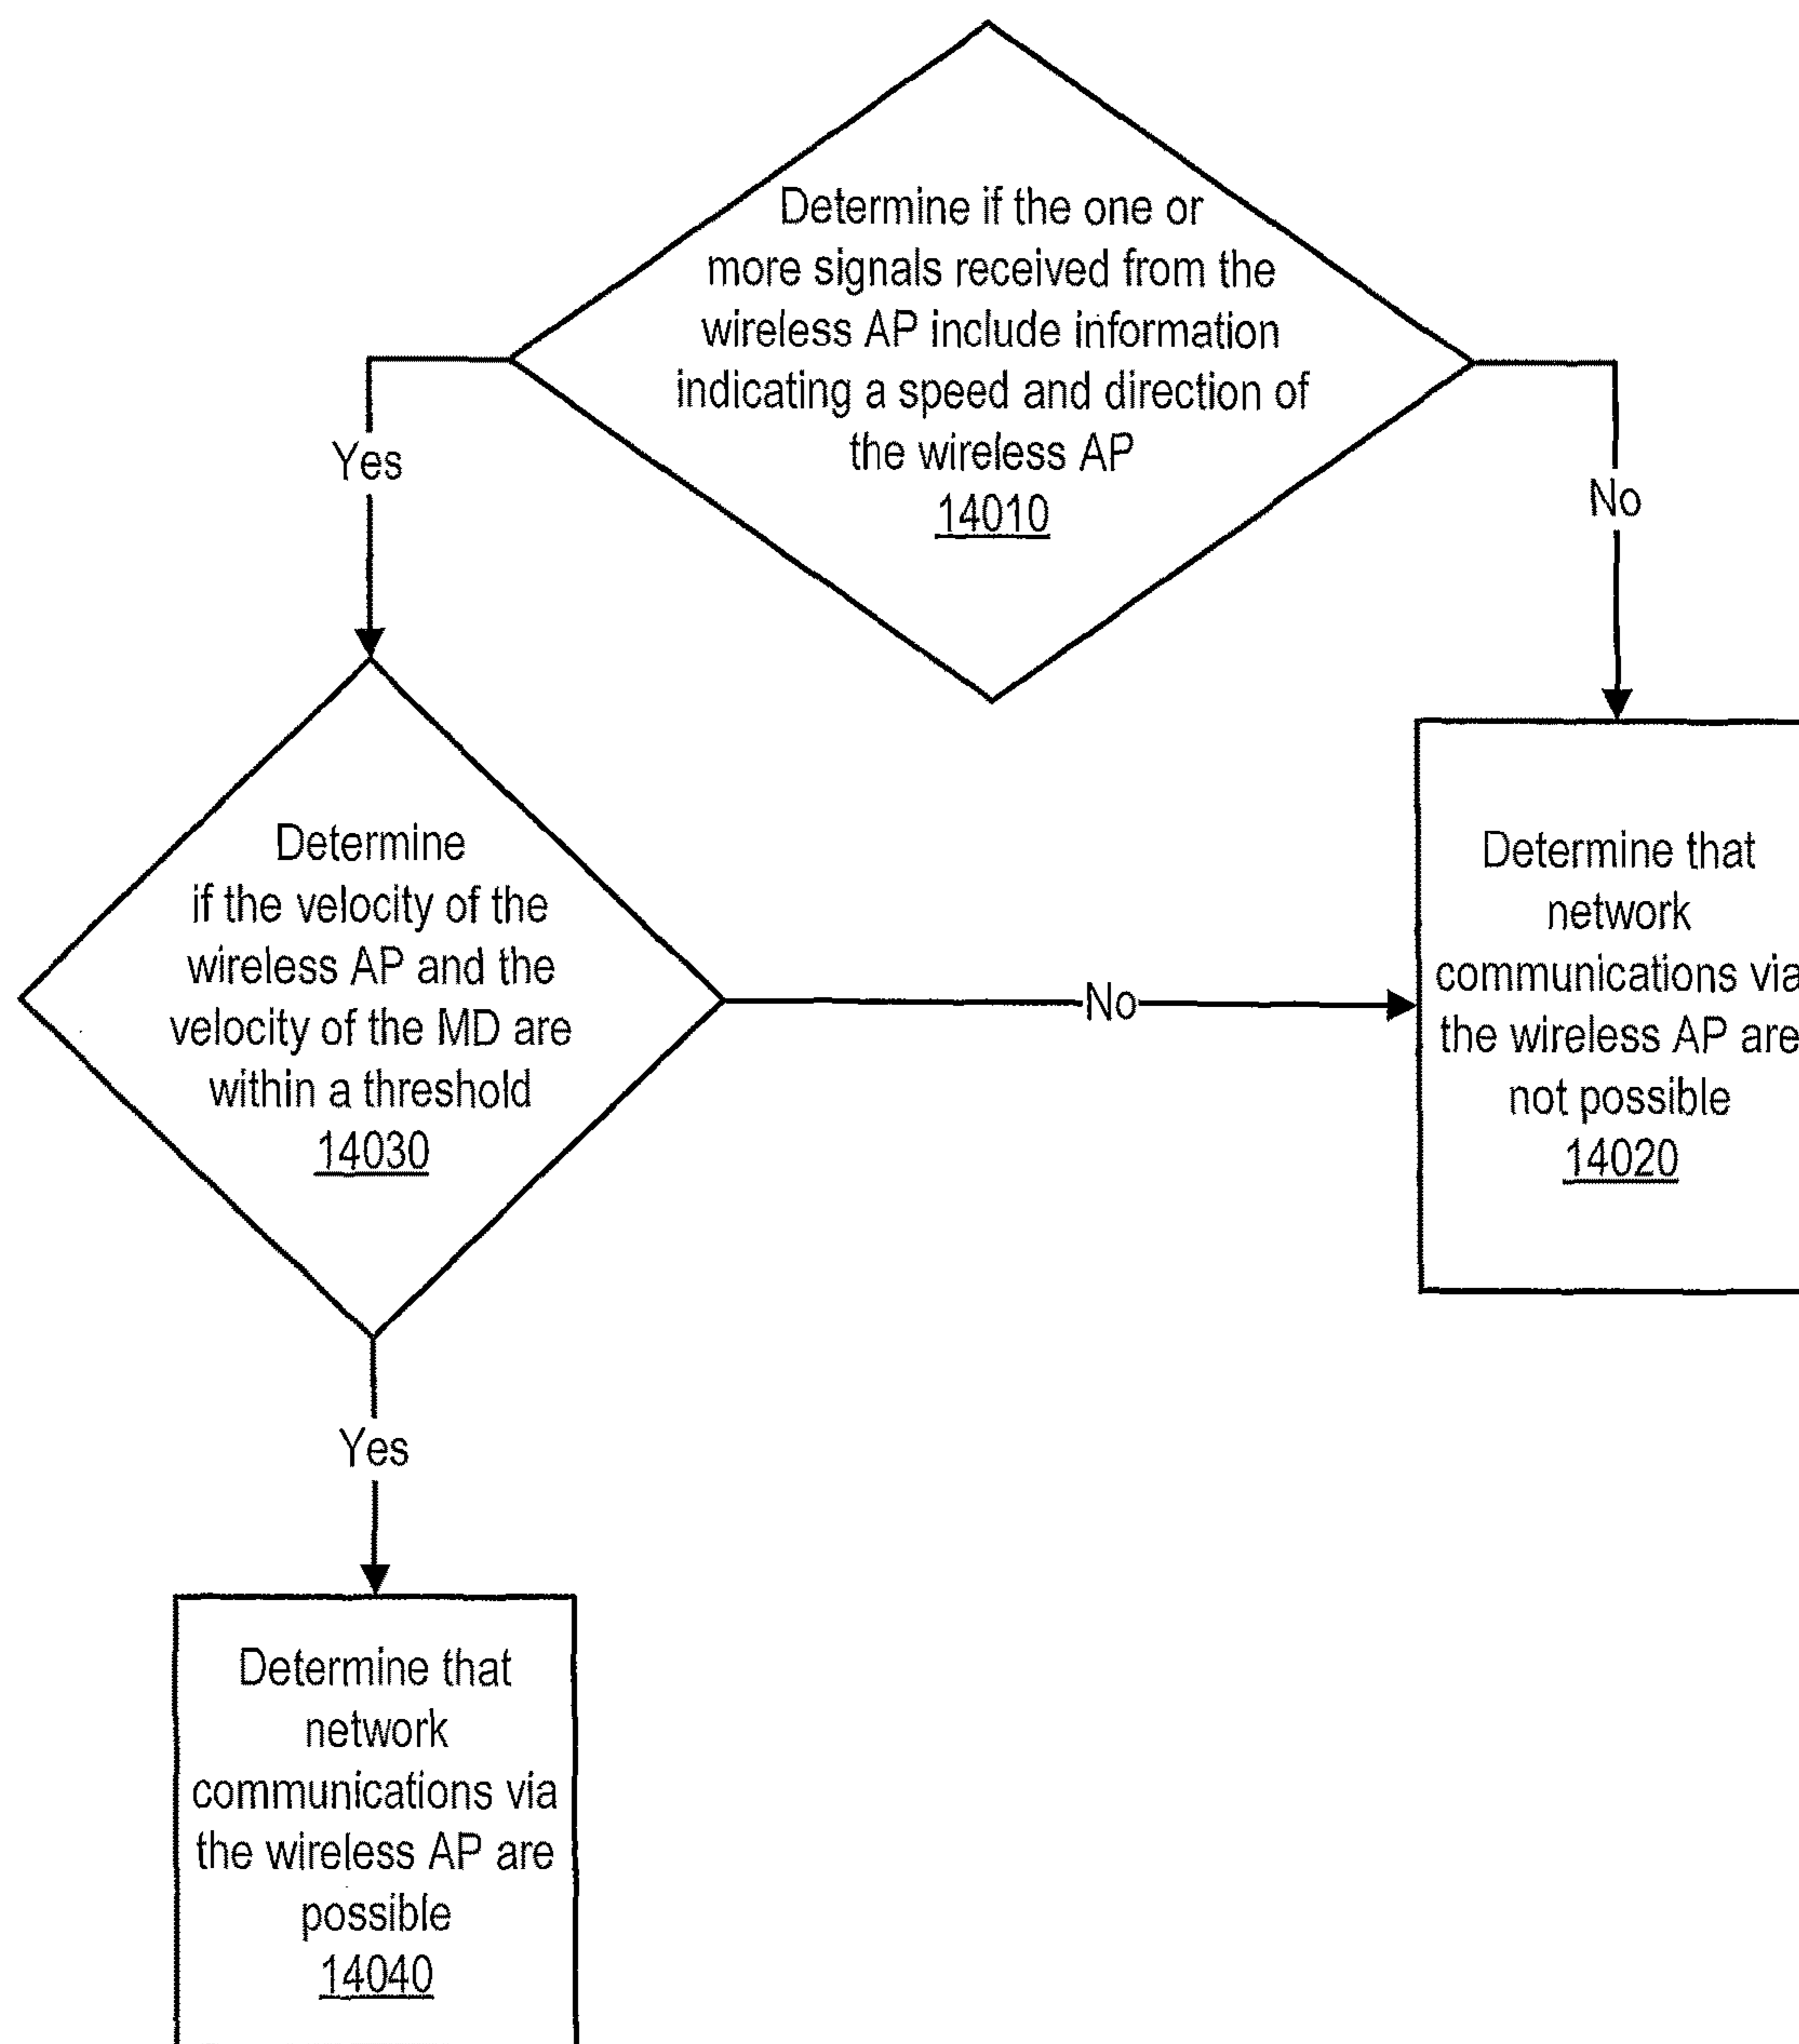 Determine if the one or
more signals received from the
wireless AP include information
indicating a speed and direction of
the wireless AP
14010
Yes
No
Determine
if the velocity of the
wireless AP and the
velocity of the MD are
within a threshold
14030
No
Determine that
network
communications via
the wireless AP are
not possible
14020
Yes
Determine that
network
communications via
the wireless AP are
possible
14040